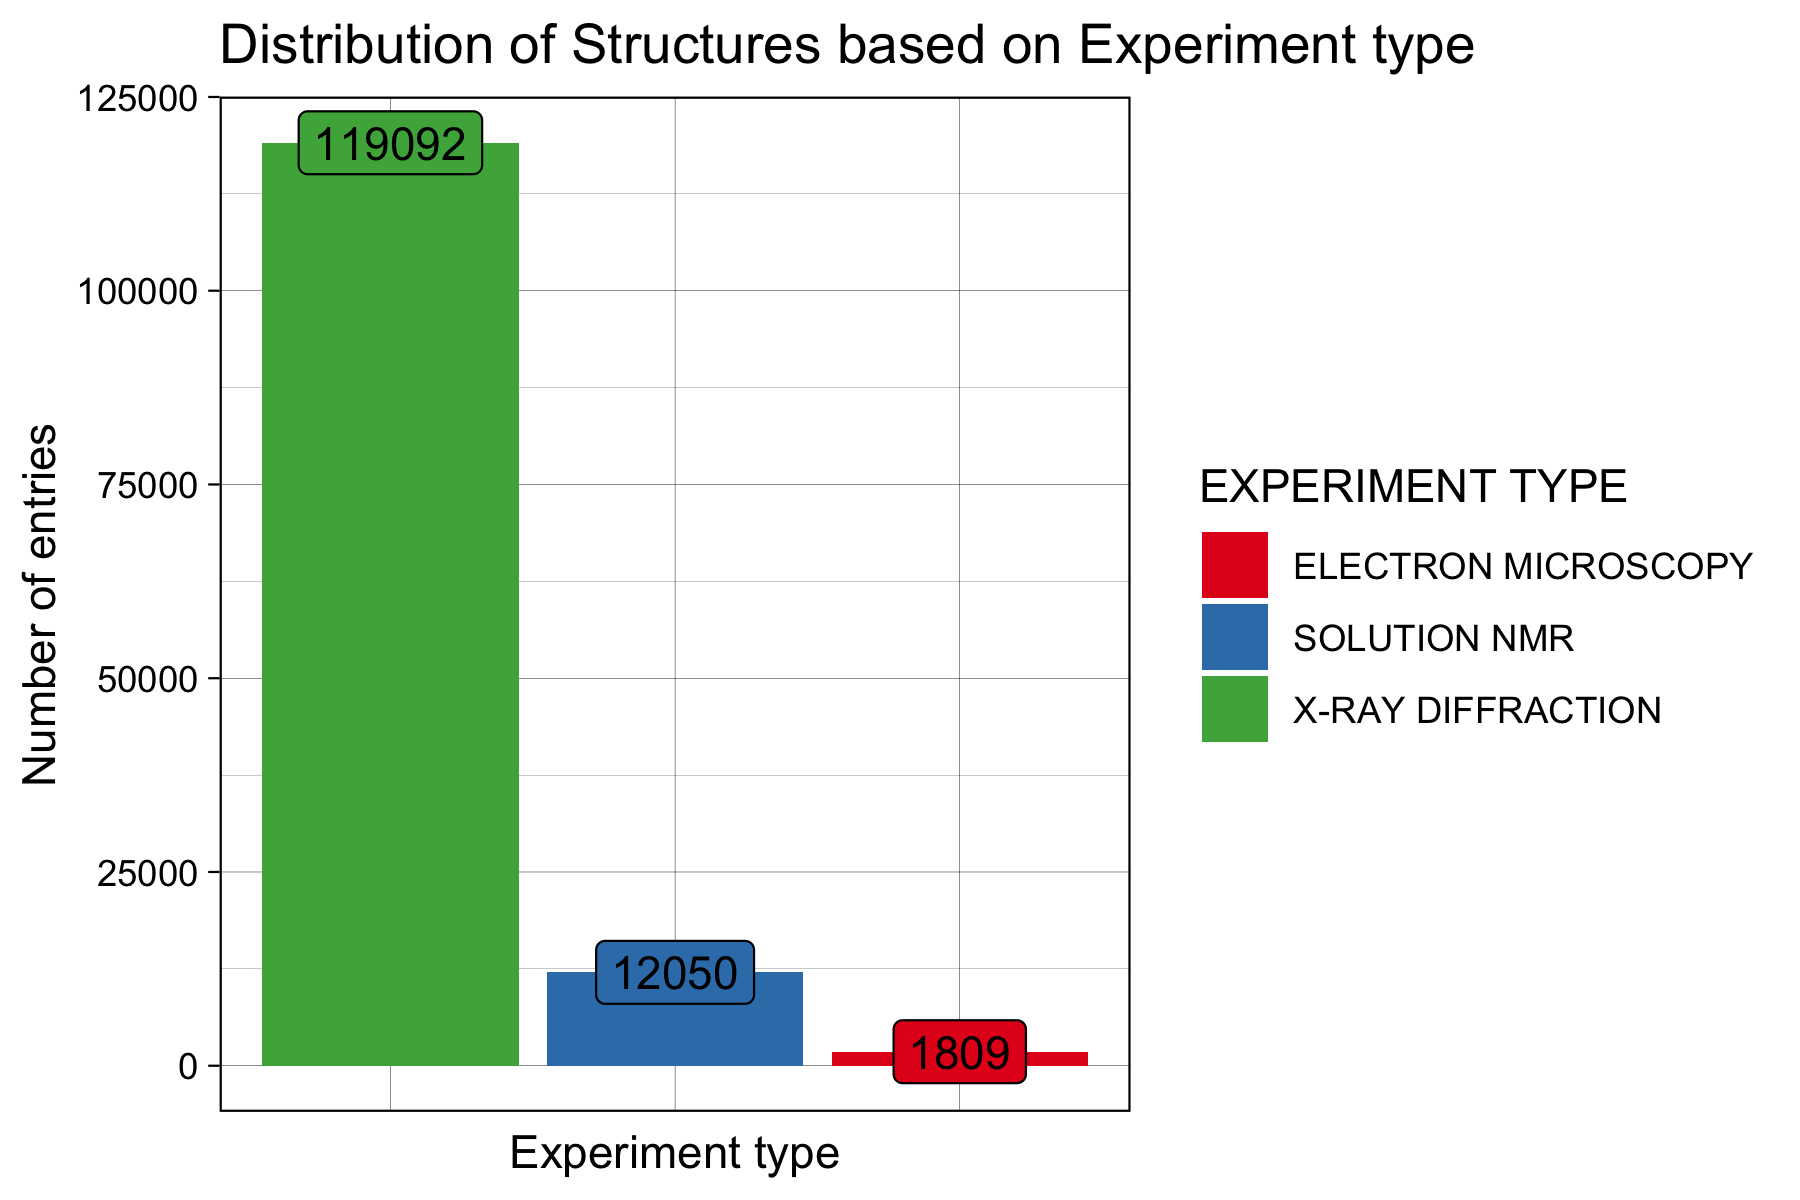 Distribution of Structures based on Experiment type
125000
100000
75000
50000
25000
0
Number of entries
119092
12050
1809
Experiment type
EXPERIMENT TYPE
ELECTRON MICROSCOPY
SOLUTION NMR
X-RAY DIFFRACTION